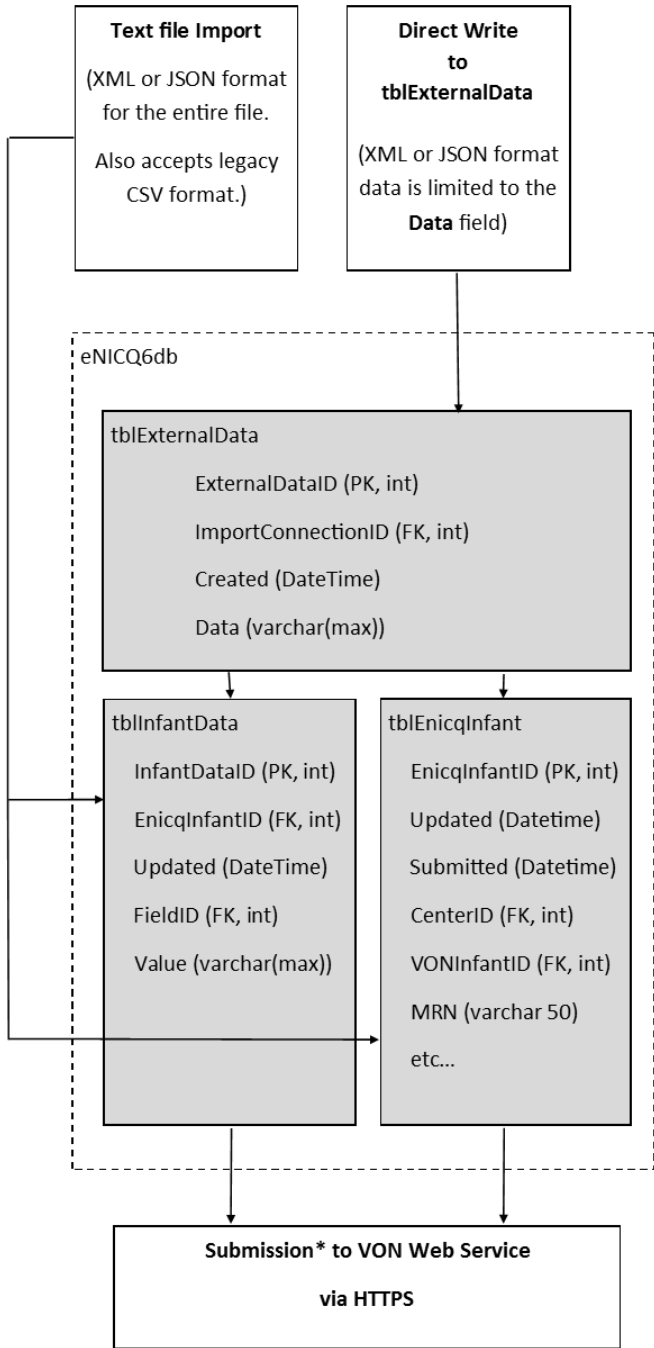 Text file Import
(XML or JSON format
for the entire file.
Also accepts legacy
CSV format.)
Direct Write
to
tblExternalData
(XML or JSON format
data is limited to the
Data field)
eNICQ6db
tblExternalData
ExternalDataID (PK, int)
ImportConnectionID (FK, int)
Created (DateTime)
Data (varchar(max))
tblInfantData
InfantDataID (PK, int)
EnicqInfantID (FK, int)
Updated (DateTime)
FieldID (FK, int)
Value (varchar(max))
tblEnicqInfant
EnicqInfantID (PK, int)
Updated (Datetime)
Submitted (Datetime)
CenterID (FK, int)
VONInfantID (FK, int)
MRN (varchar 50)
etc...
Submission* to VON Web Service
via HTTPS